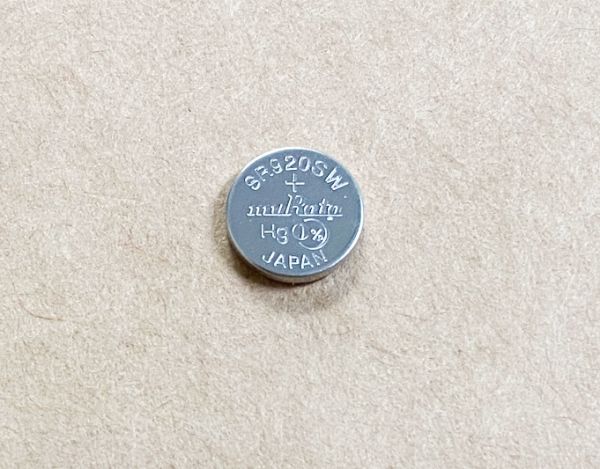 SR920SW
+
muRata
Hg 0%
JAPAN